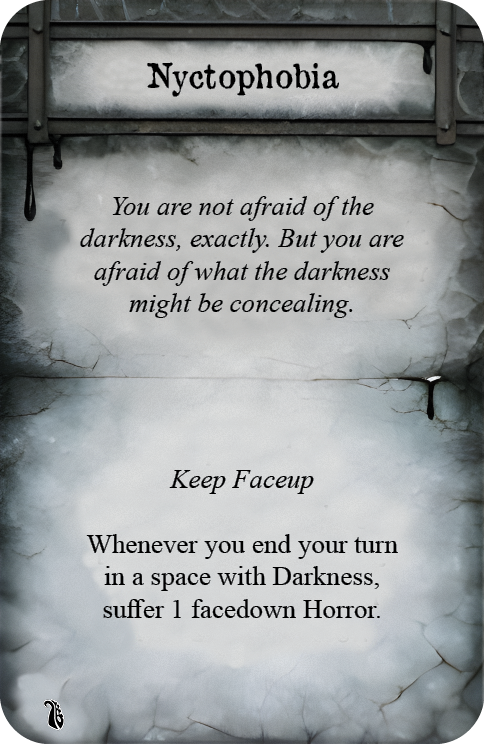 Nyctophobia
You are not afraid of the
darkness, exactly. But you are
afraid of what the darkness
might be concealing.
Keep Faceup
Whenever you end your turn
in a space with Darkness,
suffer 1 facedown Horror.